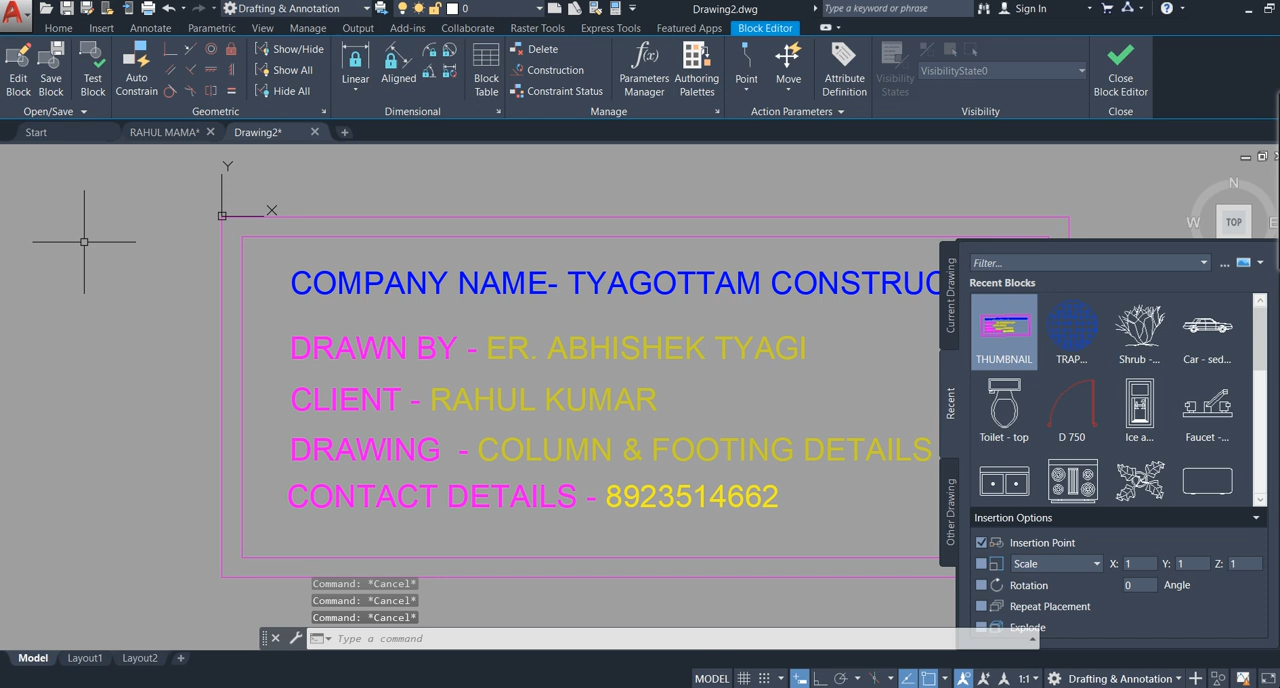 Drafting & Annotation
0
Drawing2.dwg
Type a keyword or phrase
Sign In
Home Insert Annotate Parametric View Manage Output Add-ins Collaborate Raster Tools Express Tools Featured Apps Block Editor
Edit Block
Save Block
Test Block
Auto Constrain
Show/Hide
Show All
Hide All
Linear
Aligned
Block Table
Delete
Construction
Constraint Status
Parameters Manager
Authoring Palettes
Point
Move
Attribute Definition
Visibility States
VisibilityState0
Close Block Editor
Open/Save
Geometric
Dimensional
Manage
Action Parameters
Visibility
Close
Start
RAHUL MAMA*
Drawing2*
Y
X
N
W
TOP
E
COMPANY NAME- TYAGOTTAM CONSTRUC
DRAWN BY - ER. ABHISHEK TYAGI
CLIENT - RAHUL KUMAR
DRAWING - COLUMN & FOOTING DETAILS
CONTACT DETAILS - 8923514662
Current Drawing
Recent
Other Drawing
Filter...
...
Recent Blocks
THUMBNAIL
TRAP...
Shrub -...
Car - sed...
Toilet - top
D 750
Ice a...
Faucet -...
Insertion Options
Insertion Point
Scale X: 1 Y: 1 Z: 1
Rotation 0 Angle
Repeat Placement
Explode
Command: *Cancel*
Command: *Cancel*
Command: *Cancel*
Type a command
Model Layout1 Layout2
MODEL
1:1
Drafting & Annotation